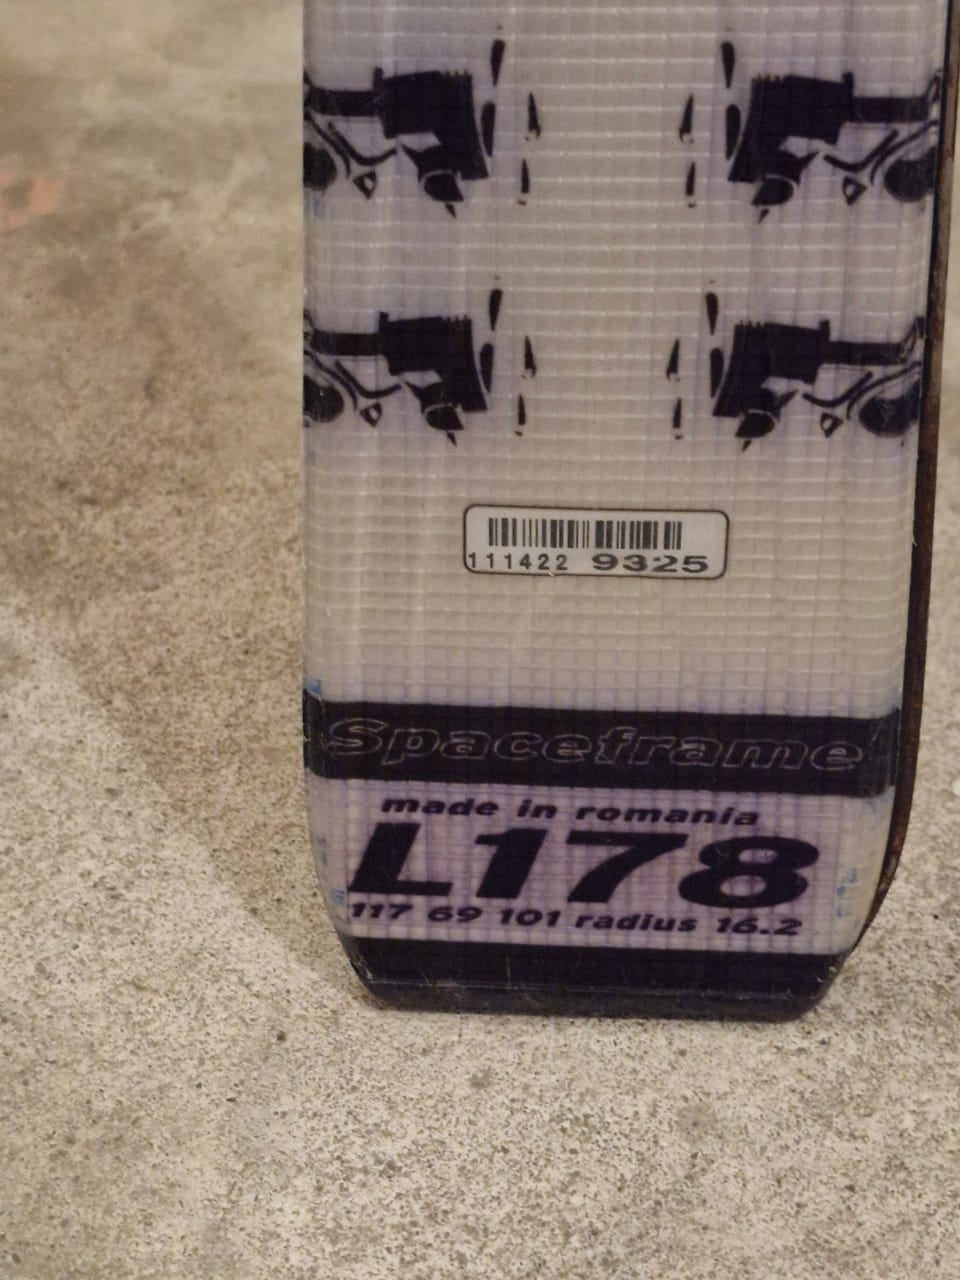 111422 9325
Spaceframe
made in romania
L178
117 69 101 radius 16.2